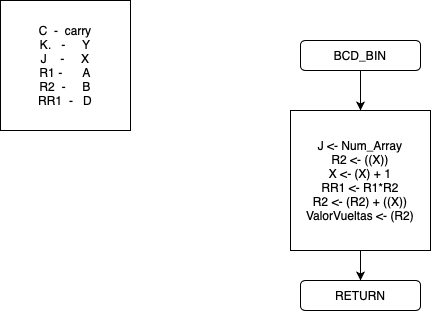 C - carry
K. - Y
J - X
R1 - A
R2 - B
RR1 - D
BCD_BIN
J <- Num_Array
R2 <- ((X))
X <- (X) + 1
RR1 <- R1*R2
R2 <- (R2) + ((X))
ValorVueltas <- (R2)
RETURN